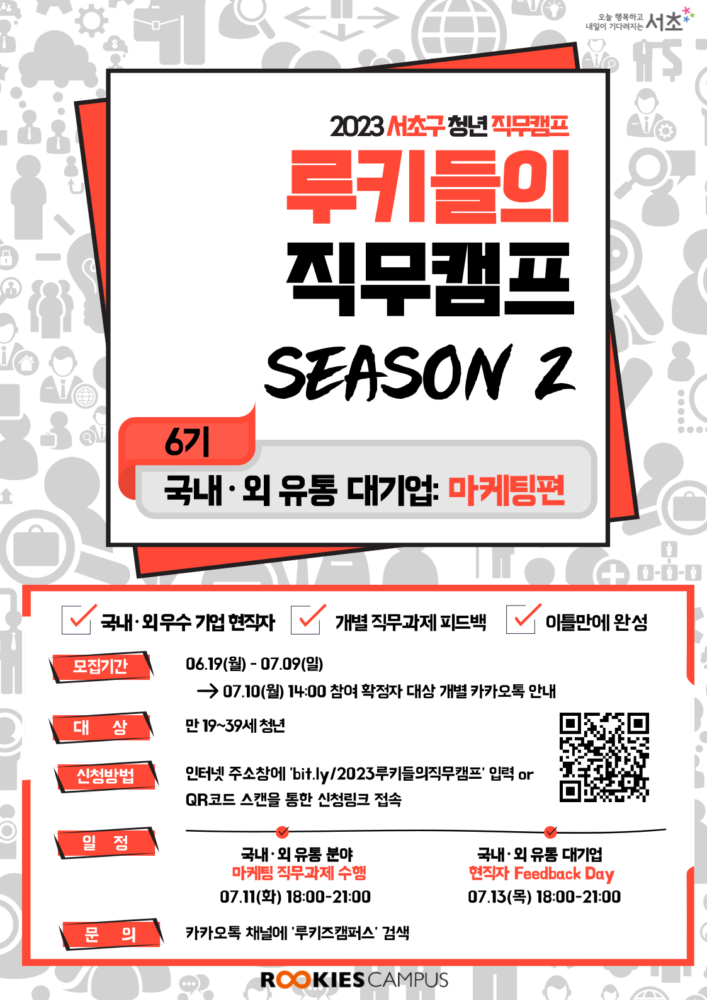 오늘 행복하고
내일이 기다려지는 서초
2023 서초구 청년 직무캠프
루키들의
직무캠프
SEASON 2
6기
국내·외 유통 대기업: 마케팅편
국내·외 우수 기업 현직자
개별 직무과제 피드백
이틀만에 완성
모집기간
06.19(월) - 07.09(일)
→ 07.10(월) 14:00 참여 확정자 대상 개별 카카오톡 안내
대 상
만 19~39세 청년
신청방법
인터넷 주소창에 'bit.ly/2023루키들의직무캠프' 입력 or
QR코드 스캔을 통한 신청링크 접속
일 정
국내·외 유통 분야
마케팅 직무과제 수행
07.11(화) 18:00-21:00
국내·외 유통 대기업
현직자 Feedback Day
07.13(목) 18:00-21:00
문 의
카카오톡 채널에 '루키즈캠퍼스' 검색
ROOKIES CAMPUS